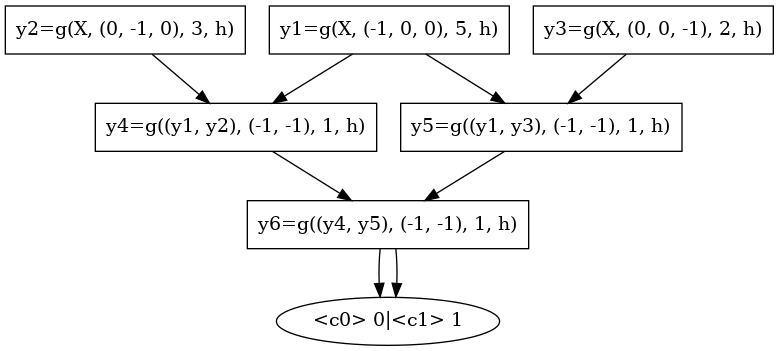 y2=g(X, (0, -1, 0), 3, h)
y1=g(X, (-1, 0, 0), 5, h)
y3=g(X, (0, 0, -1), 2, h)
y4=g((y1, y2), (-1, -1), 1, h)
y5=g((y1, y3), (-1, -1), 1, h)
y6=g((y4, y5), (-1, -1), 1, h)
<c0> 0|<c1> 1